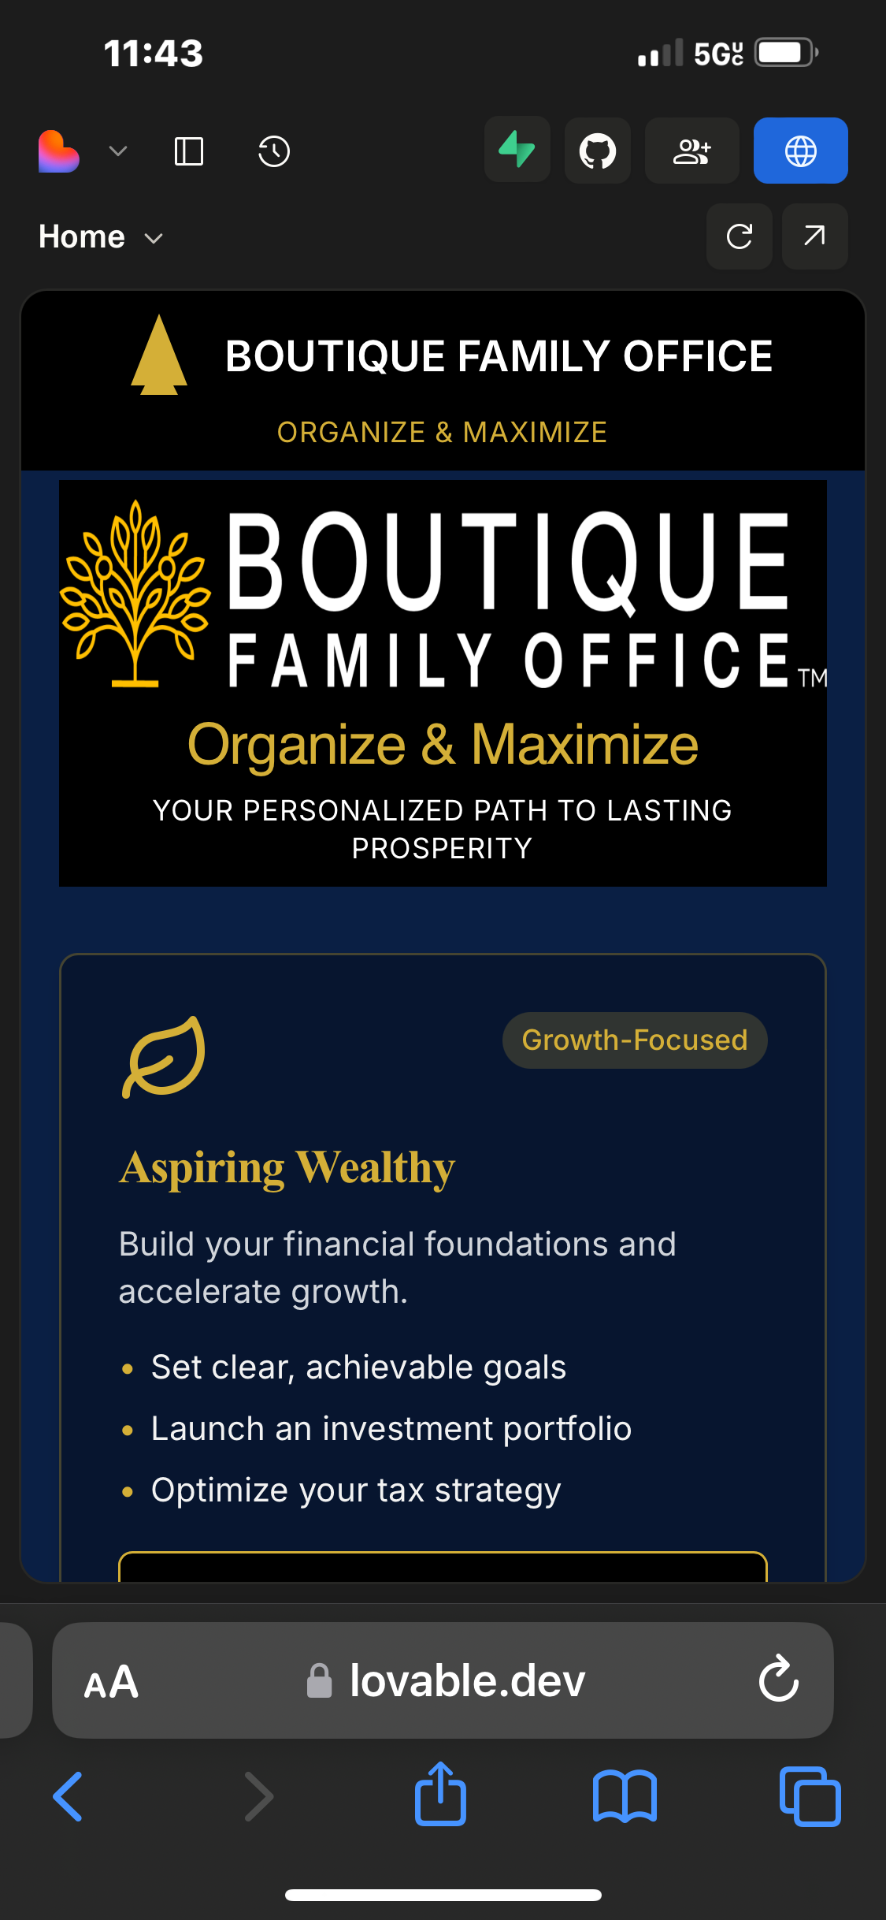 11:43
5G UC
Home
BOUTIQUE FAMILY OFFICE
ORGANIZE & MAXIMIZE
BOUTIQUE
FAMILY OFFICE TM
Organize & Maximize
YOUR PERSONALIZED PATH TO LASTING
PROSPERITY
Growth-Focused
Aspiring Wealthy
Build your financial foundations and
accelerate growth.
• Set clear, achievable goals
• Launch an investment portfolio
• Optimize your tax strategy
AA
lovable.dev